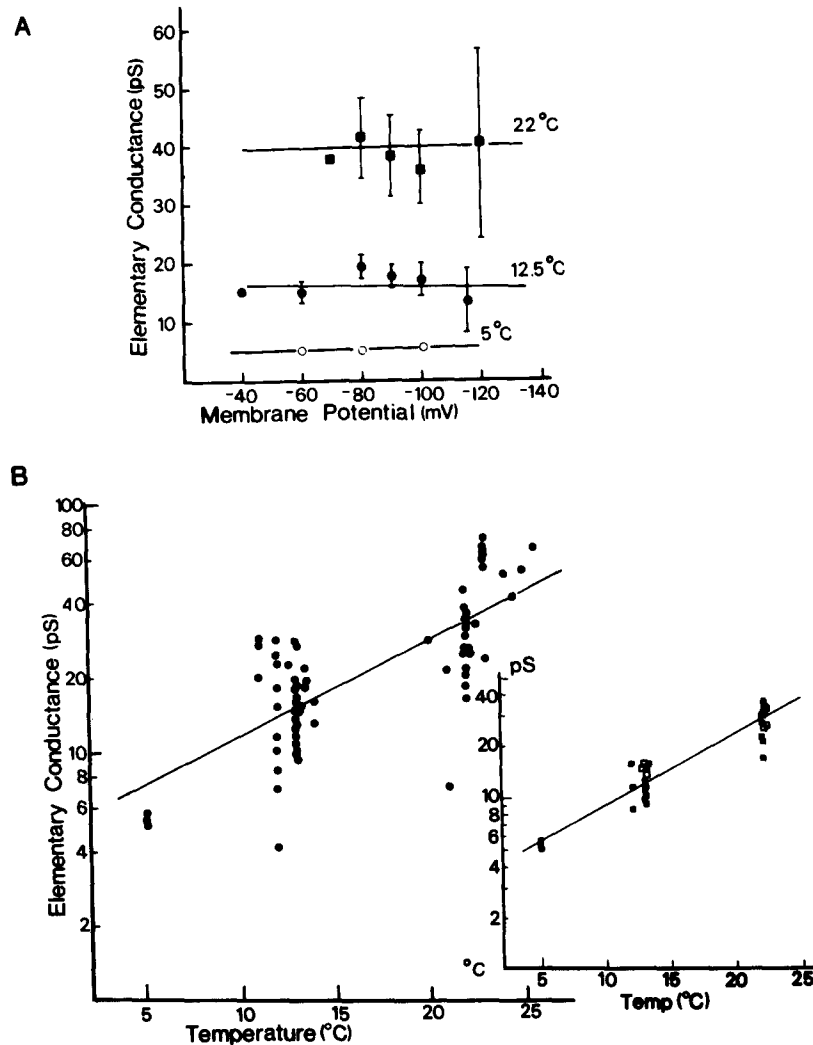 A
Elementary Conductance (pS)
60
50
40
30
20
10
22°C
12.5°C
5°C
-40 -60 -80 -100 -120 -140
Membrane Potential (mV)
B
Elementary Conductance (pS)
100
80
60
40
20
10
8
6
4
2
5 10 15 20 25
Temperature (°C)
pS
40
20
10
8
6
4
2
°C
5 10 15 20 25
Temp (°C)